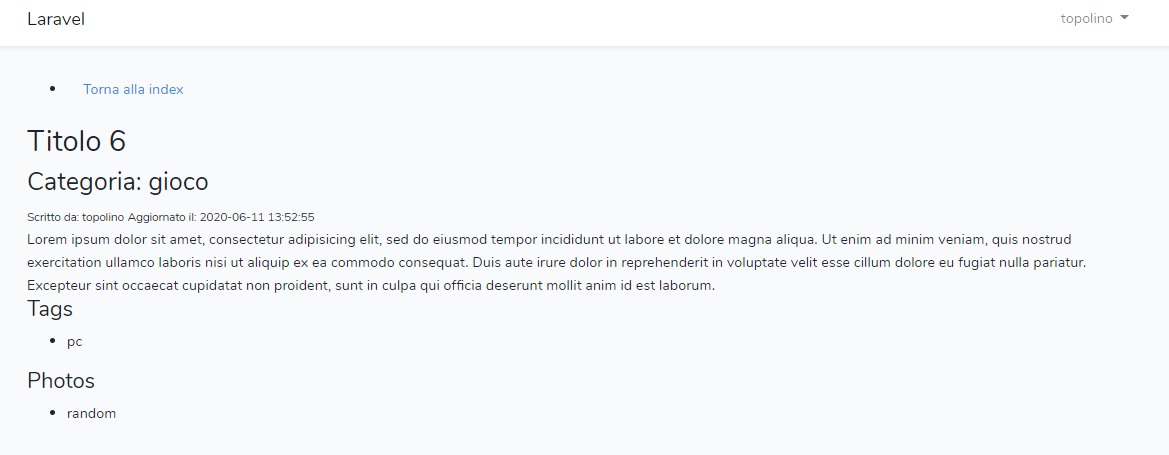 Laravel
topolino
Torna alla index
Titolo 6
Categoria: gioco
Scritto da: topolino Aggiornato il: 2020-06-11 13:52:55
Lorem ipsum dolor sit amet, consectetur adipisicing elit, sed do eiusmod tempor incididunt ut labore et dolore magna aliqua. Ut enim ad minim veniam, quis nostrud
exercitation ullamco laboris nisi ut aliquip ex ea commodo consequat. Duis aute irure dolor in reprehenderit in voluptate velit esse cillum dolore eu fugiat nulla pariatur.
Excepteur sint occaecat cupidatat non proident, sunt in culpa qui officia deserunt mollit anim id est laborum.
Tags
pc
Photos
random